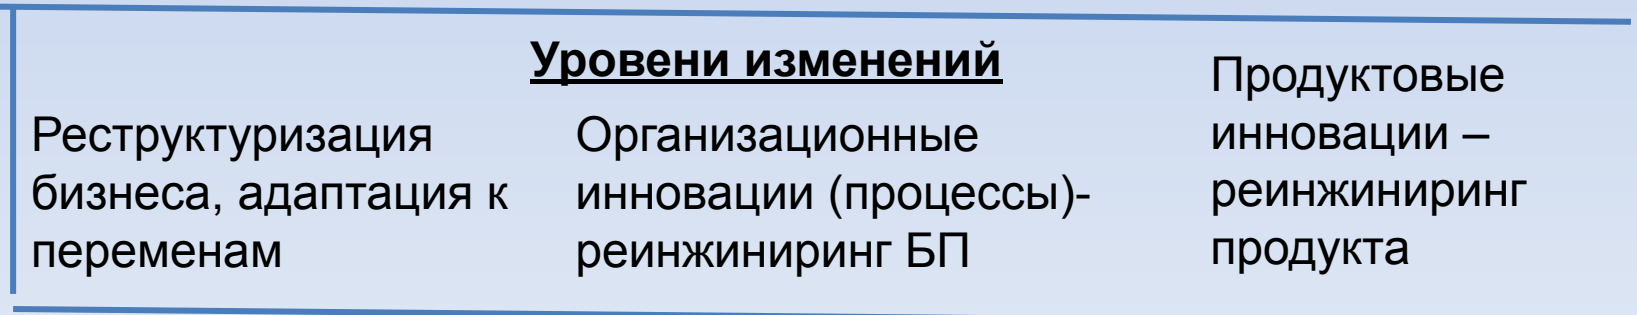 Уровени изменений
Реструктуризация
бизнеса, адаптация к
переменам
Организационные
инновации (процессы)-
реинжиниринг БП
Продуктовые
инновации –
реинжиниринг
продукта